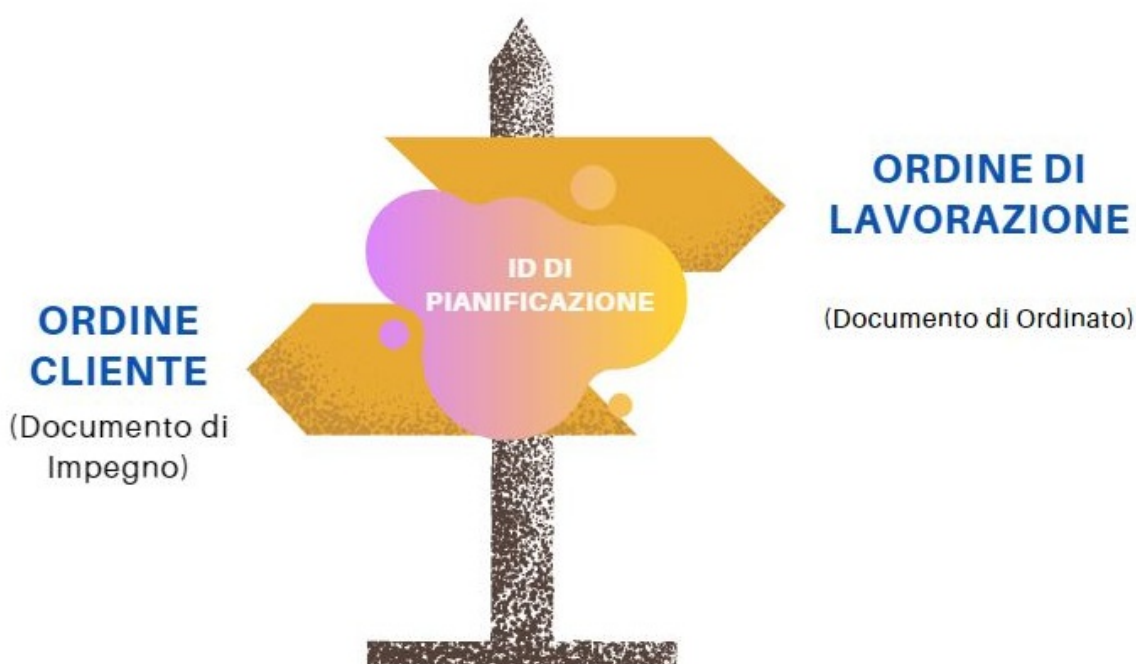 ORDINE DI
LAVORAZIONE
(Documento di Ordinato)
ID DI
PIANIFICAZIONE
ORDINE
CLIENTE
(Documento di
Impegno)